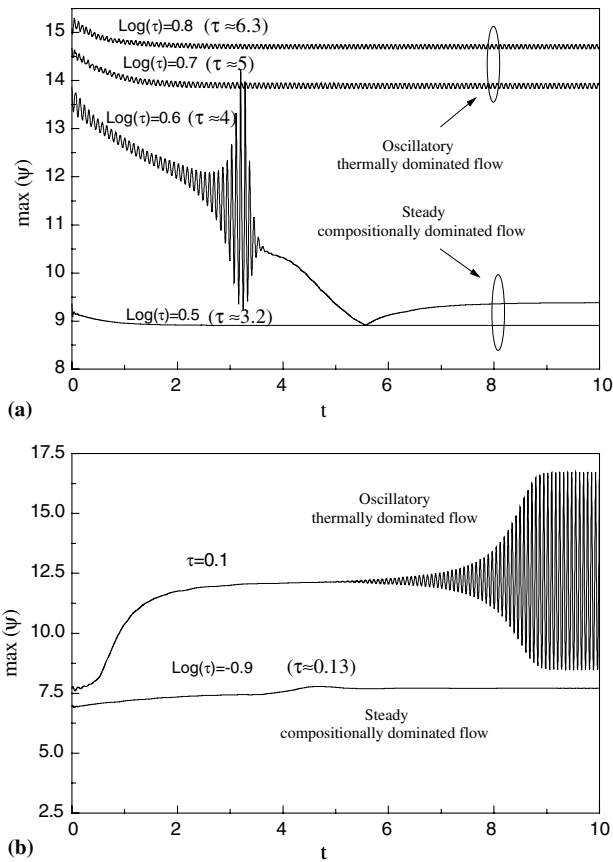 15
14
13
12
11
10
9
8
max (ψ)
Log(τ)=0.8 (τ ≈6.3)
Log(τ)=0.7 (τ ≈5)
Log(τ)=0.6 (τ ≈4)
Oscillatory
thermally dominated flow
Steady
compositionally dominated flow
Log(τ)=0.5 (τ ≈3.2)
0 2 4 6 8 10
(a) t
17.5
15.0
12.5
10.0
7.5
5.0
2.5
max (ψ)
Oscillatory
thermally dominated flow
τ=0.1
Log(τ)=-0.9 (τ≈0.13)
Steady
compositionally dominated flow
0 2 4 6 8 10
(b) t